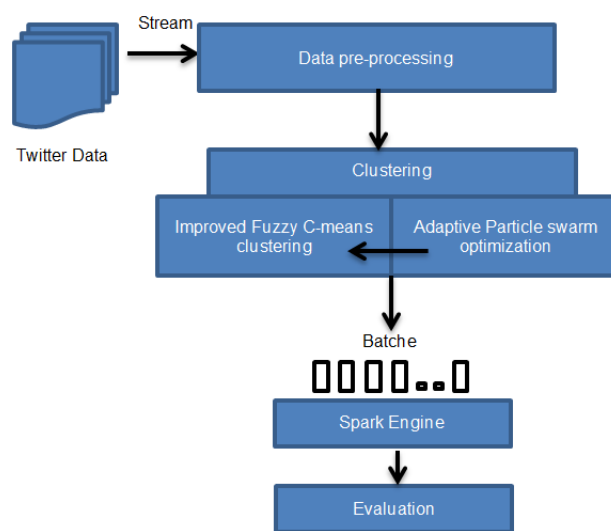 Stream
Data pre-processing
Twitter Data
Clustering
Improved Fuzzy C-means
clustering
Adaptive Particle swarm
optimization
Batche
Spark Engine
Evaluation